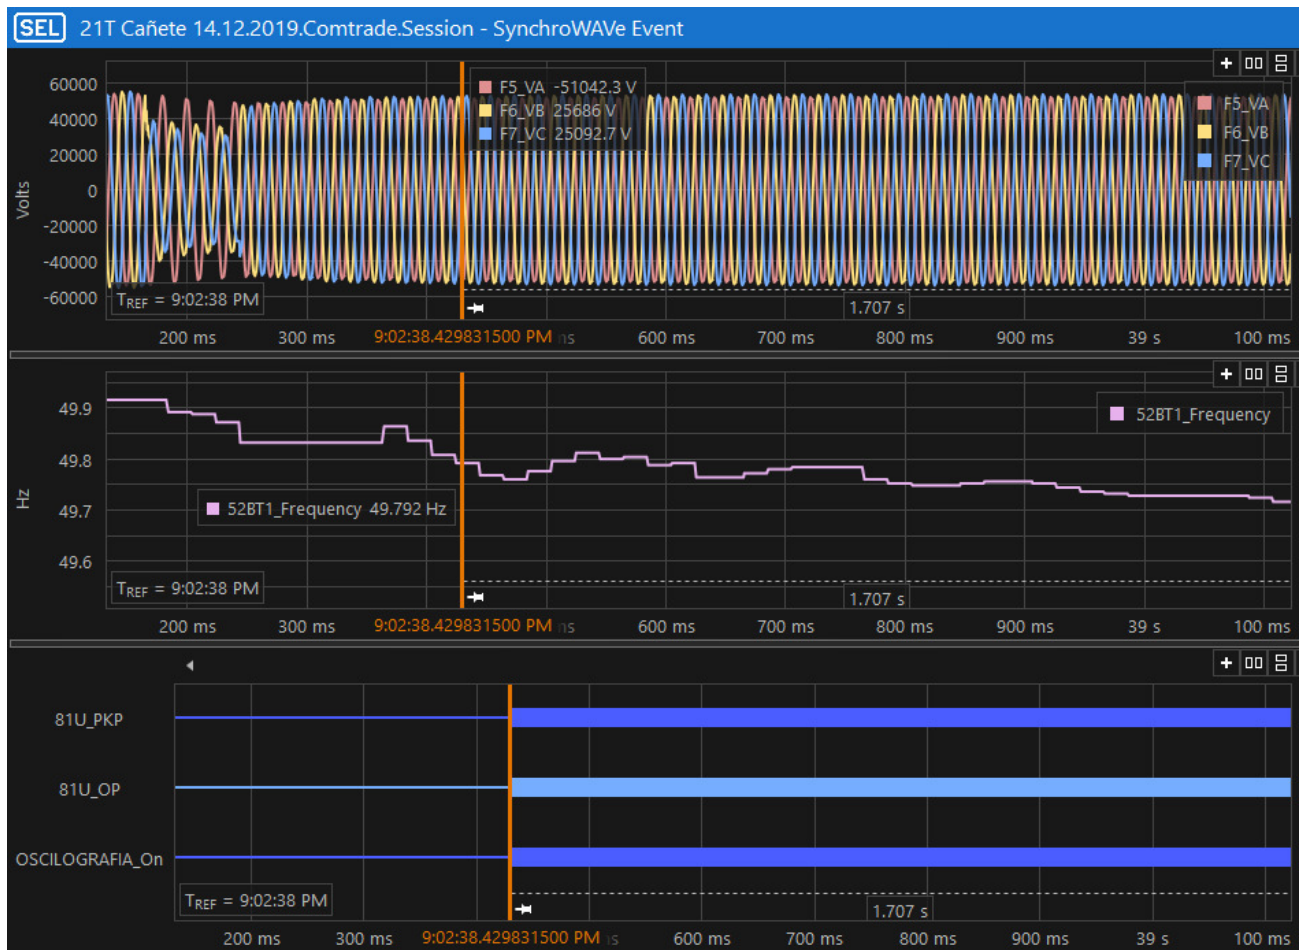 SEL 21T Cañete 14.12.2019.Comtrade.Session - SynchroWAVe Event
60000
40000
20000
0
-20000
-40000
-60000
Volts
F5_VA -51042.3 V
F6_VB 25686 V
F7_VC 25092.7 V
F5_VA
F6_VB
F7_VC
TREF = 9:02:38 PM
1.707 s
200 ms 300 ms 9:02:38.429831500 PM ns 600 ms 700 ms 800 ms 900 ms 39 s 100 ms
49.9
49.8
49.7
49.6
Hz
52BT1_Frequency
52BT1_Frequency 49.792 Hz
TREF = 9:02:38 PM
1.707 s
200 ms 300 ms 9:02:38.429831500 PM ns 600 ms 700 ms 800 ms 900 ms 39 s 100 ms
81U_PKP
81U_OP
OSCILOGRAFIA_On
TREF = 9:02:38 PM
1.707 s
200 ms 300 ms 9:02:38.429831500 PM s 600 ms 700 ms 800 ms 900 ms 39 s 100 ms